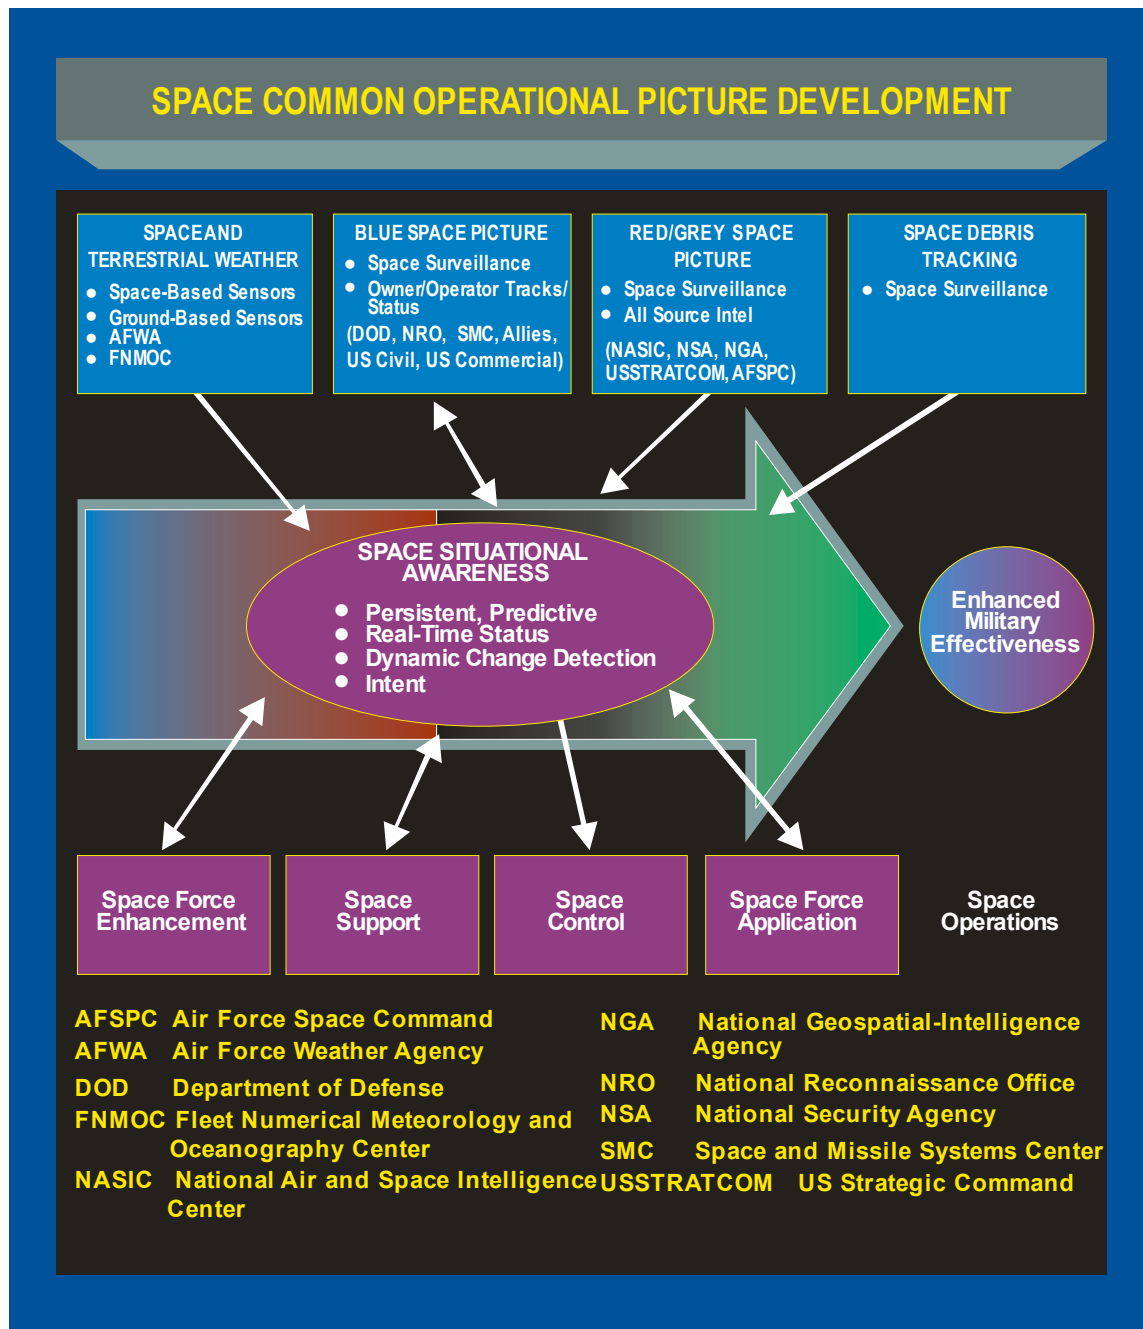 SPACE COMMON OPERATIONAL PICTURE DEVELOPMENT
SPACE AND
TERRESTRIAL WEATHER
● Space-Based Sensors
● Ground-Based Sensors
● AFWA
● FNMOC
BLUE SPACE PICTURE
● Space Surveillance
● Owner/Operator Tracks/
Status
(DOD, NRO, SMC, Allies,
US Civil, US Commercial)
RED/GREY SPACE
PICTURE
● Space Surveillance
● All Source Intel
(NASIC, NSA, NGA,
USSTRATCOM, AFSPC)
SPACE DEBRIS
TRACKING
● Space Surveillance
SPACE SITUATIONAL
AWARENESS
● Persistent, Predictive
● Real-Time Status
● Dynamic Change Detection
● Intent
Enhanced
Military
Effectiveness
Space Force
Enhancement
Space
Support
Space
Control
Space Force
Application
Space
Operations
AFSPC Air Force Space Command
AFWA Air Force Weather Agency
DOD Department of Defense
FNMOC Fleet Numerical Meteorology and
Oceanography Center
NASIC National Air and Space Intelligence
Center
NGA National Geospatial-Intelligence
Agency
NRO National Reconnaissance Office
NSA National Security Agency
SMC Space and Missile Systems Center
USSTRATCOM US Strategic Command